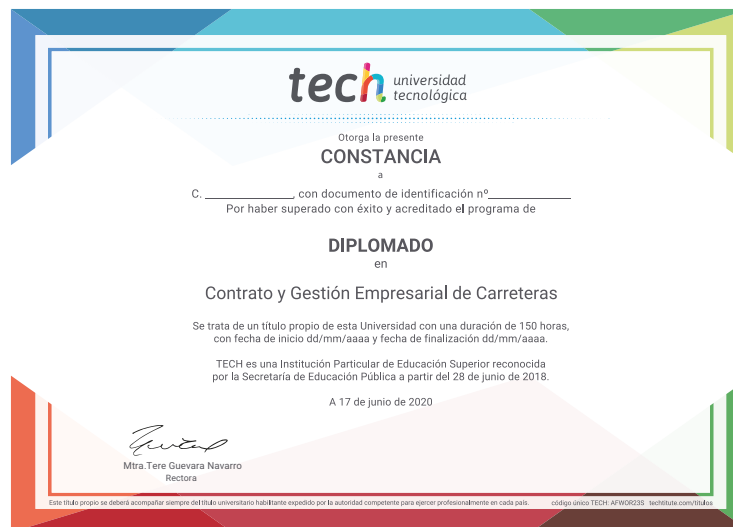 tech universidad
tecnológica
Otorga la presente
CONSTANCIA
a
C. ______________, con documento de identificación nº______________
Por haber superado con éxito y acreditado el programa de
DIPLOMADO
en
Contrato y Gestión Empresarial de Carreteras
Se trata de un título propio de esta Universidad con una duración de 150 horas,
con fecha de inicio dd/mm/aaaa y fecha de finalización dd/mm/aaaa.
TECH es una Institución Particular de Educación Superior reconocida
por la Secretaría de Educación Pública a partir del 28 de junio de 2018.
A 17 de junio de 2020
Mtra.Tere Guevara Navarro
Rectora
Este título propio se deberá acompañar siempre del título universitario habilitante expedido por la autoridad competente para ejercer profesionalmente en cada país. código único TECH: AFWOR23S techtitute.com/títulos